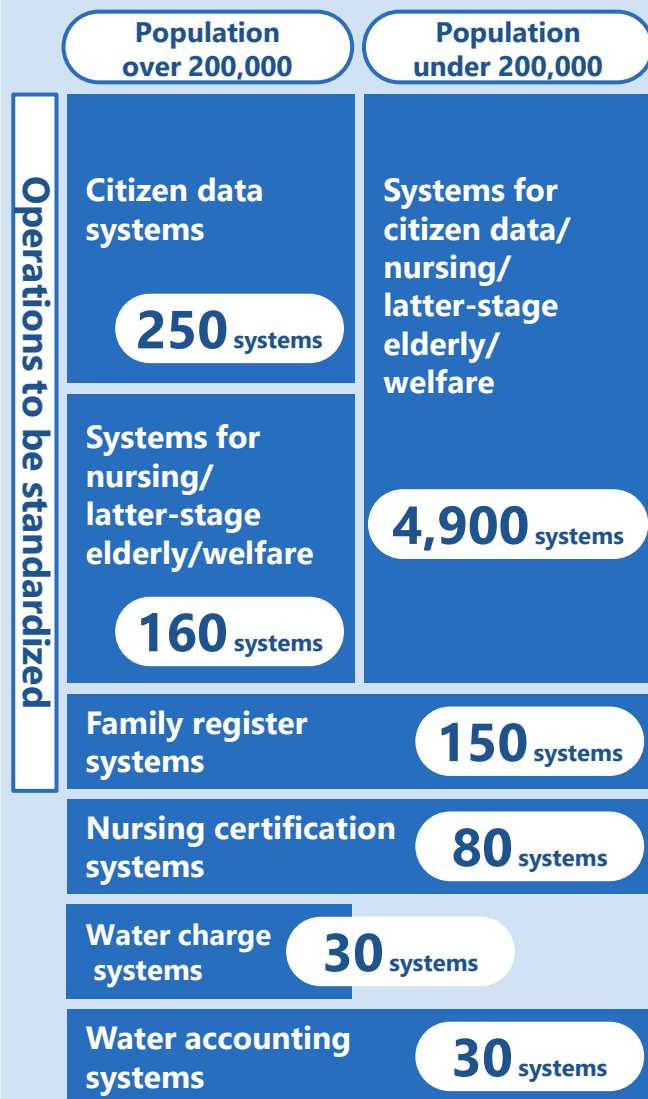 Population
over 200,000
Population
under 200,000
Operations to be standardized
Citizen data
systems
250 systems
Systems for
nursing/
latter-stage
elderly/welfare
160 systems
Systems for
citizen data/
nursing/
latter-stage
elderly/
welfare
4,900 systems
Family register
systems
150 systems
Nursing certification
systems
80 systems
Water charge
systems
30 systems
Water accounting
systems
30 systems